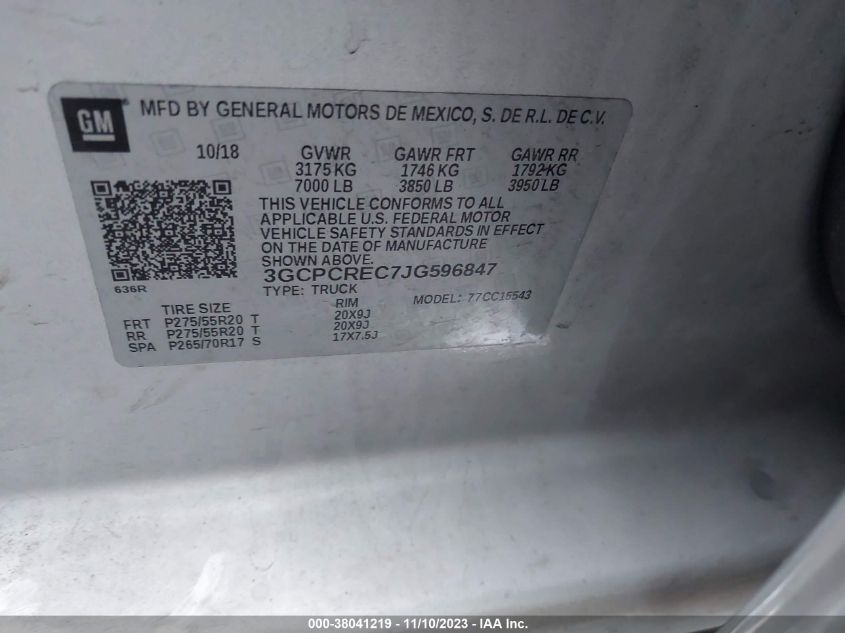 GM
MFD BY GENERAL MOTORS DE MEXICO, S. DE R.L. DE C.V.
10/18 GVWR GAWR FRT GAWR RR
3175 KG 1746 KG 1792 KG
7000 LB 3850 LB 3950 LB
THIS VEHICLE CONFORMS TO ALL
APPLICABLE U.S. FEDERAL MOTOR
VEHICLE SAFETY STANDARDS IN EFFECT
ON THE DATE OF MANUFACTURE
SHOWN ABOVE.
3GCPCREC7JG596847
636R TYPE: TRUCK MODEL: 77CC15543
TIRE SIZE RIM
FRT P275/55R20 T 20X9J
RR P275/55R20 T 20X9J
SPA P265/70R17 S 17X7.5J
000-38041219 - 11/10/2023 - IAA Inc.